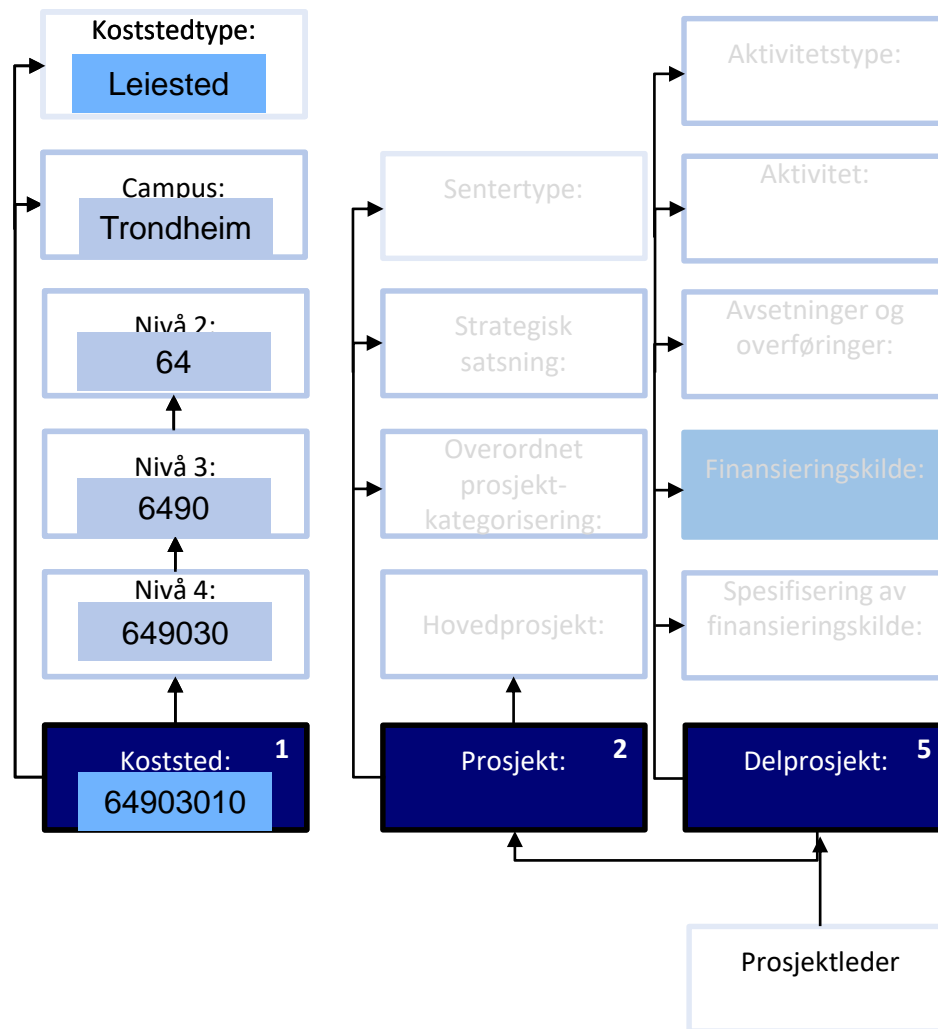 Koststedtype:
Leiested
Campus:
Trondheim
Nivå 2:
64
Nivå 3:
6490
Nivå 4:
649030
Koststed:
1
64903010
Sentertype:
Strategisk
satsning:
Overordnet
prosjekt-
kategorisering:
Hovedprosjekt:
Prosjekt:
2
Aktivitetstype:
Aktivitet:
Avsetninger og
overføringer:
Finansieringskilde:
Spesifisering av
finansieringskilde:
Delprosjekt:
5
Prosjektleder